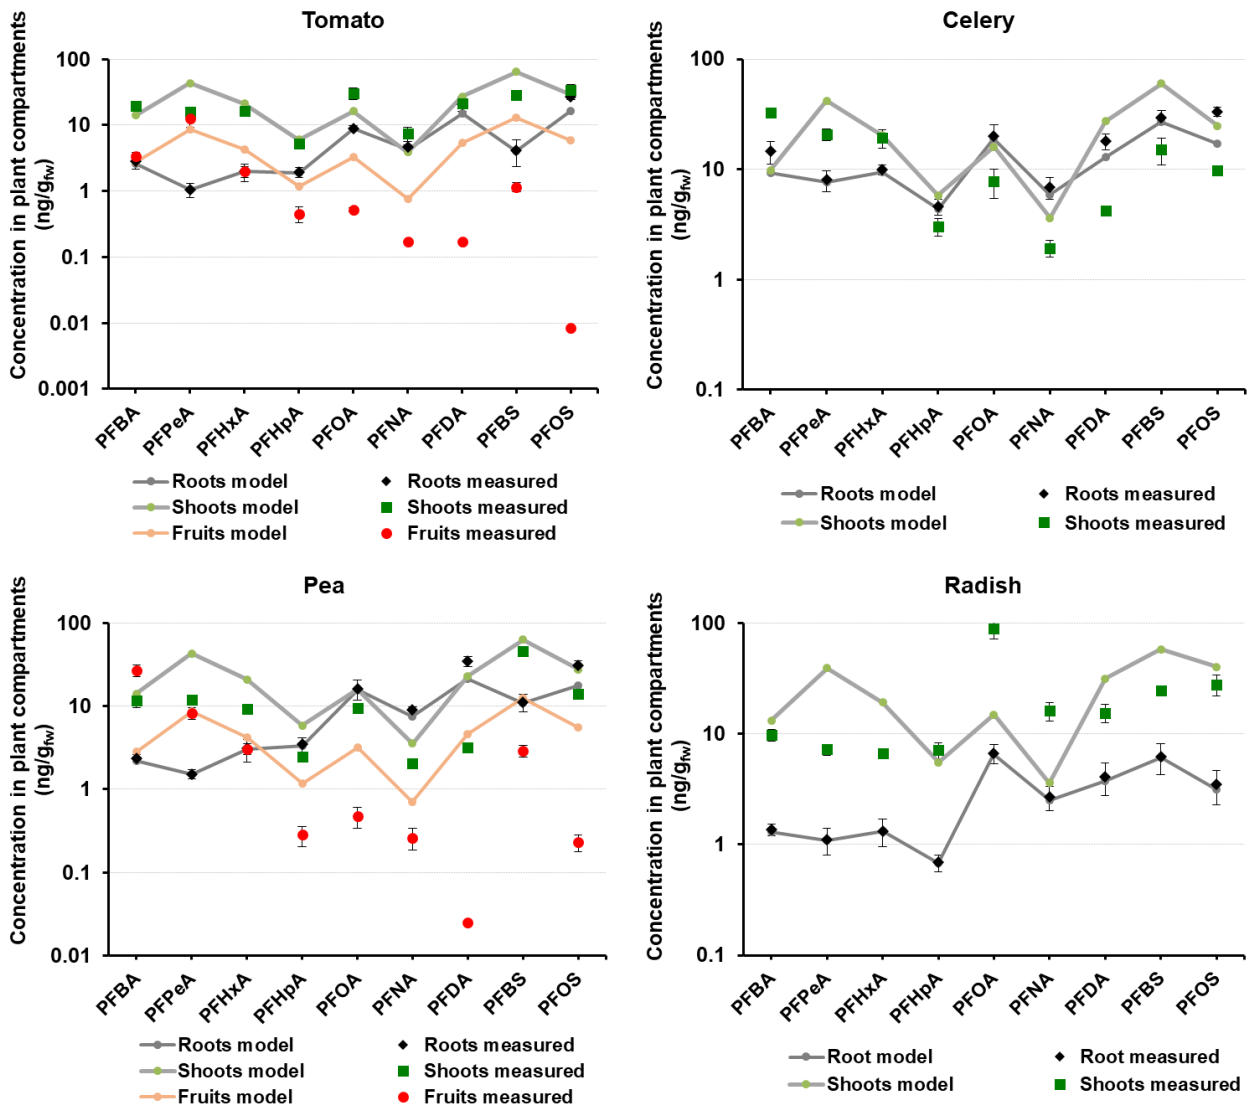 Tomato
Concentration in plant compartments
(ng/gfw)
100
10
1
0.1
0.01
0.001
PFBA
PFPeA
PFHxA
PFHpA
PFOA
PFNA
PFDA
PFBS
PFOS
Roots model
Roots measured
Shoots model
Shoots measured
Fruits model
Fruits measured
Celery
Concentration in plant compartments
(ng/gfw)
100
10
1
0.1
PFBA
PFPeA
PFHxA
PFHpA
PFOA
PFNA
PFDA
PFBS
PFOS
Roots model
Roots measured
Shoots model
Shoots measured
Pea
Concentration in plant compartments
(ng/gfw)
100
10
1
0.1
0.01
PFBA
PFPeA
PFHxA
PFHpA
PFOA
PFNA
PFDA
PFBS
PFOS
Roots model
Roots measured
Shoots model
Shoots measured
Fruits model
Fruits measured
Radish
Concentration in plant compartments
(ng/gfw)
100
10
1
0.1
PFBA
PFPeA
PFHxA
PFHpA
PFOA
PFNA
PFDA
PFBS
PFOS
Root model
Root measured
Shoots model
Shoots measured